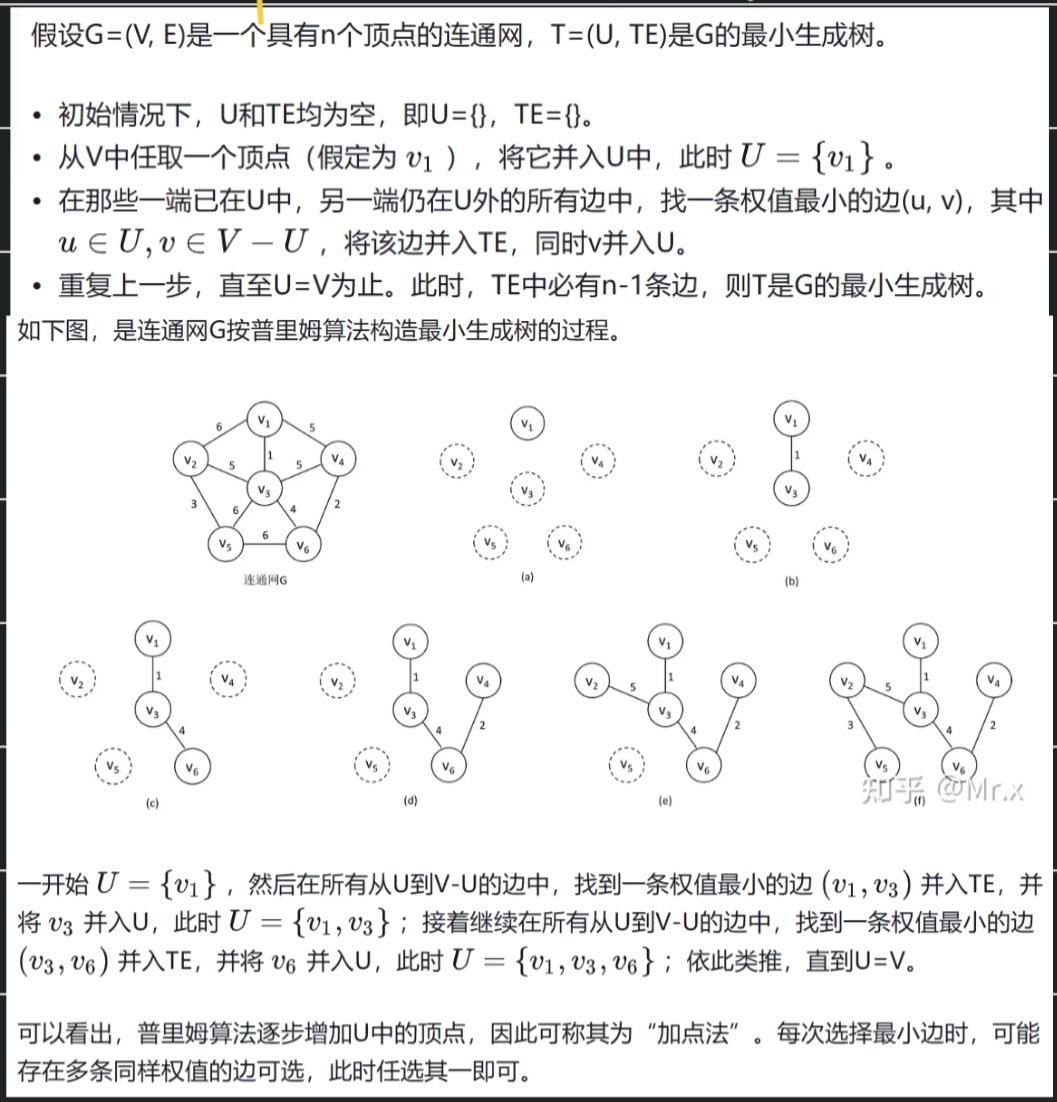 假设G=(V, E)是一个具有n个顶点的连通网，T=(U, TE)是G的最小生成树。
• 初始情况下，U和TE均为空，即U={}，TE={}。
• 从V中任取一个顶点（假定为 v₁ ），将它并入U中，此时 U = {v₁} 。
• 在那些一端已在U中，另一端仍在U外的所有边中，找一条权值最小的边(u, v)，其中
u ∈ U, v ∈ V − U ，将该边并入TE，同时v并入U。
• 重复上一步，直至U=V为止。此时，TE中必有n-1条边，则T是G的最小生成树。
如下图，是连通网G按普里姆算法构造最小生成树的过程。
V₁
6 5
V₂ 1 V₄
5 5
V₃
3 6 4 2
V₅ 6 V₆
连通网G
V₁
V₂ V₄
V₃
V₅ V₆
(a)
V₁
V₂ 1 V₄
V₃
V₅ V₆
(b)
V₁
V₂ 1 V₄
V₃
4
V₅ V₆
(c)
V₁
V₂ 1 V₄
V₃
4 2
V₅ V₆
(d)
V₁
V₂ 5 1 V₄
V₃
4 2
V₅ V₆
(e)
V₁
V₂ 5 1 V₄
V₃
3 4 2
V₅ V₆
(f)
知乎 @Mr.x
一开始 U = {v₁} ，然后在所有从U到V-U的边中，找到一条权值最小的边 (v₁, v₃) 并入TE，并
将 v₃ 并入U，此时 U = {v₁, v₃} ；接着继续在所有从U到V-U的边中，找到一条权值最小的边
(v₃, v₆) 并入TE，并将 v₆ 并入U，此时 U = {v₁, v₃, v₆} ；依此类推，直到U=V。
可以看出，普里姆算法逐步增加U中的顶点，因此可称其为“加点法”。每次选择最小边时，可能
存在多条同样权值的边可选，此时任选其一即可。